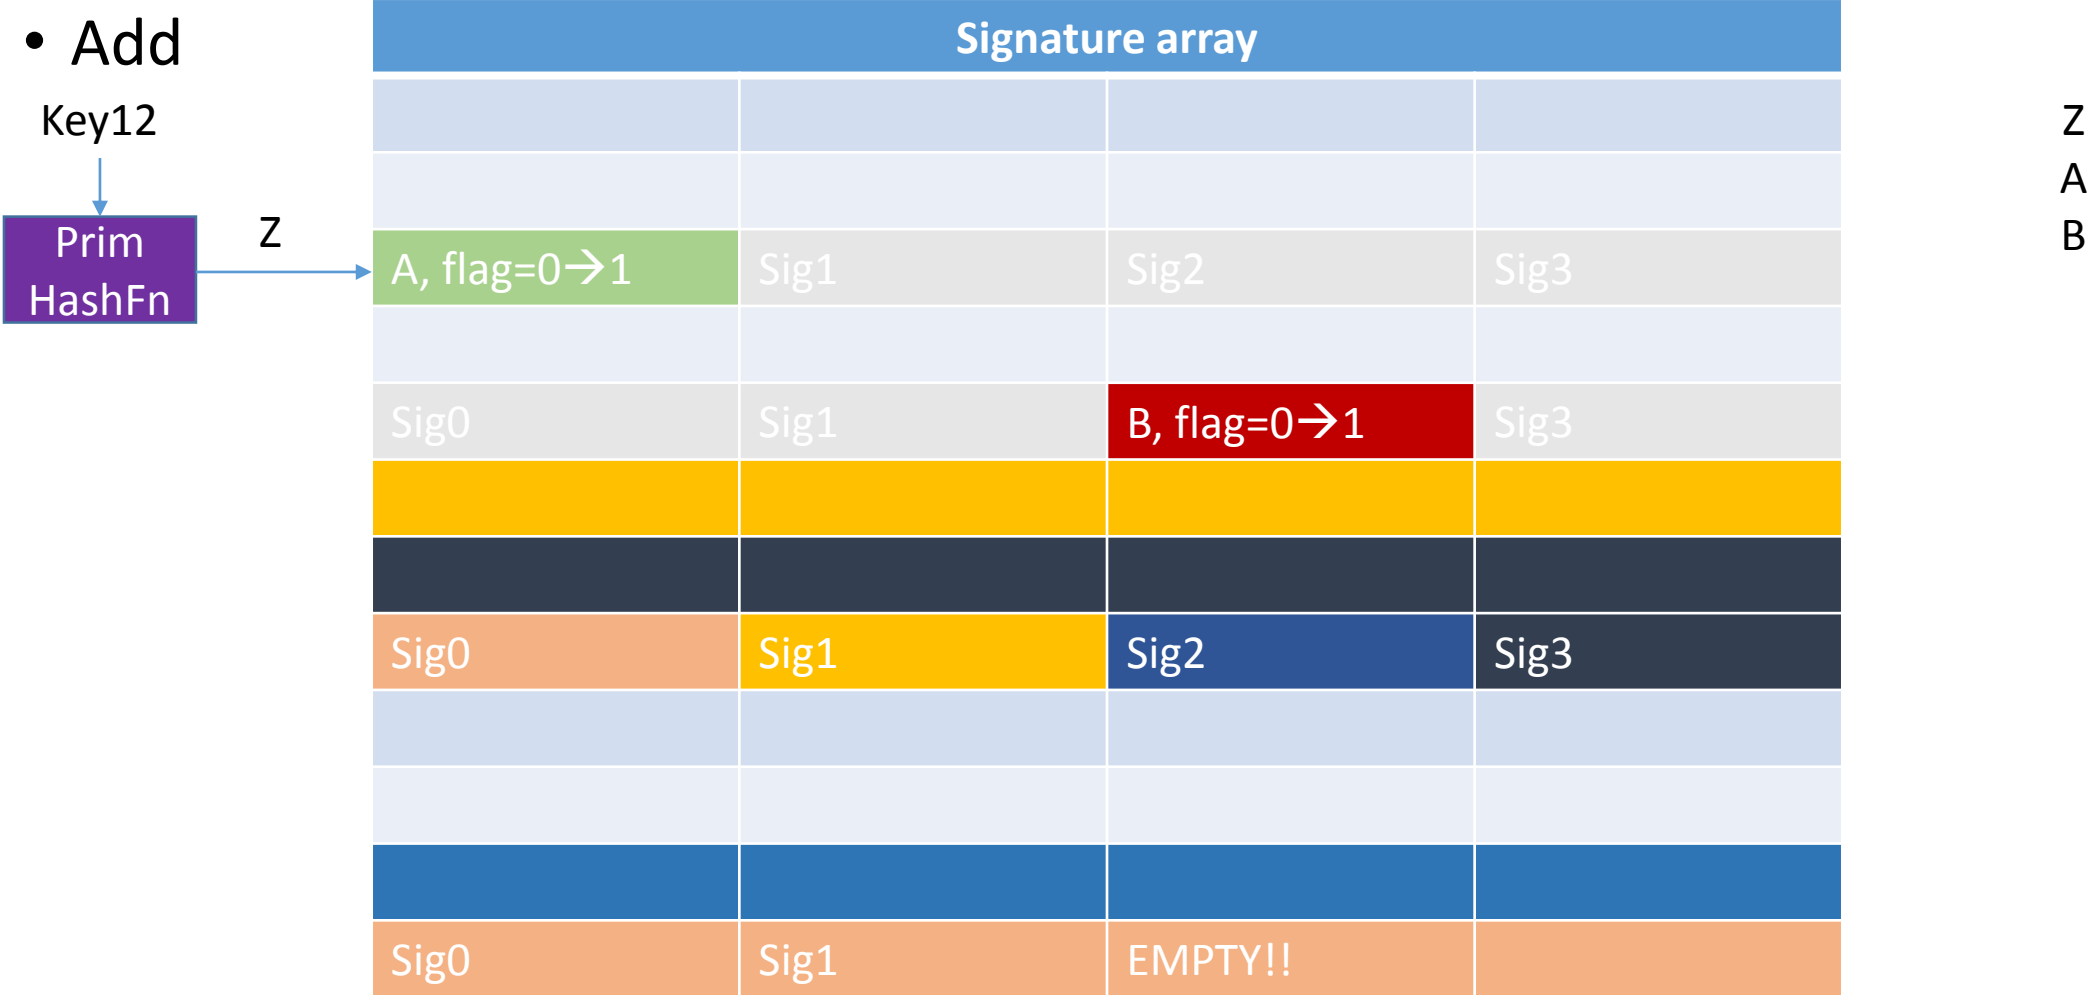 • Add
Signature array
Key12
Prim
HashFn
Z
A, flag=0→1 Sig1 Sig2 Sig3
Sig0 Sig1 B, flag=0→1 Sig3
Sig0 Sig1 Sig2 Sig3
Sig0 Sig1 EMPTY!!
Z
A
B